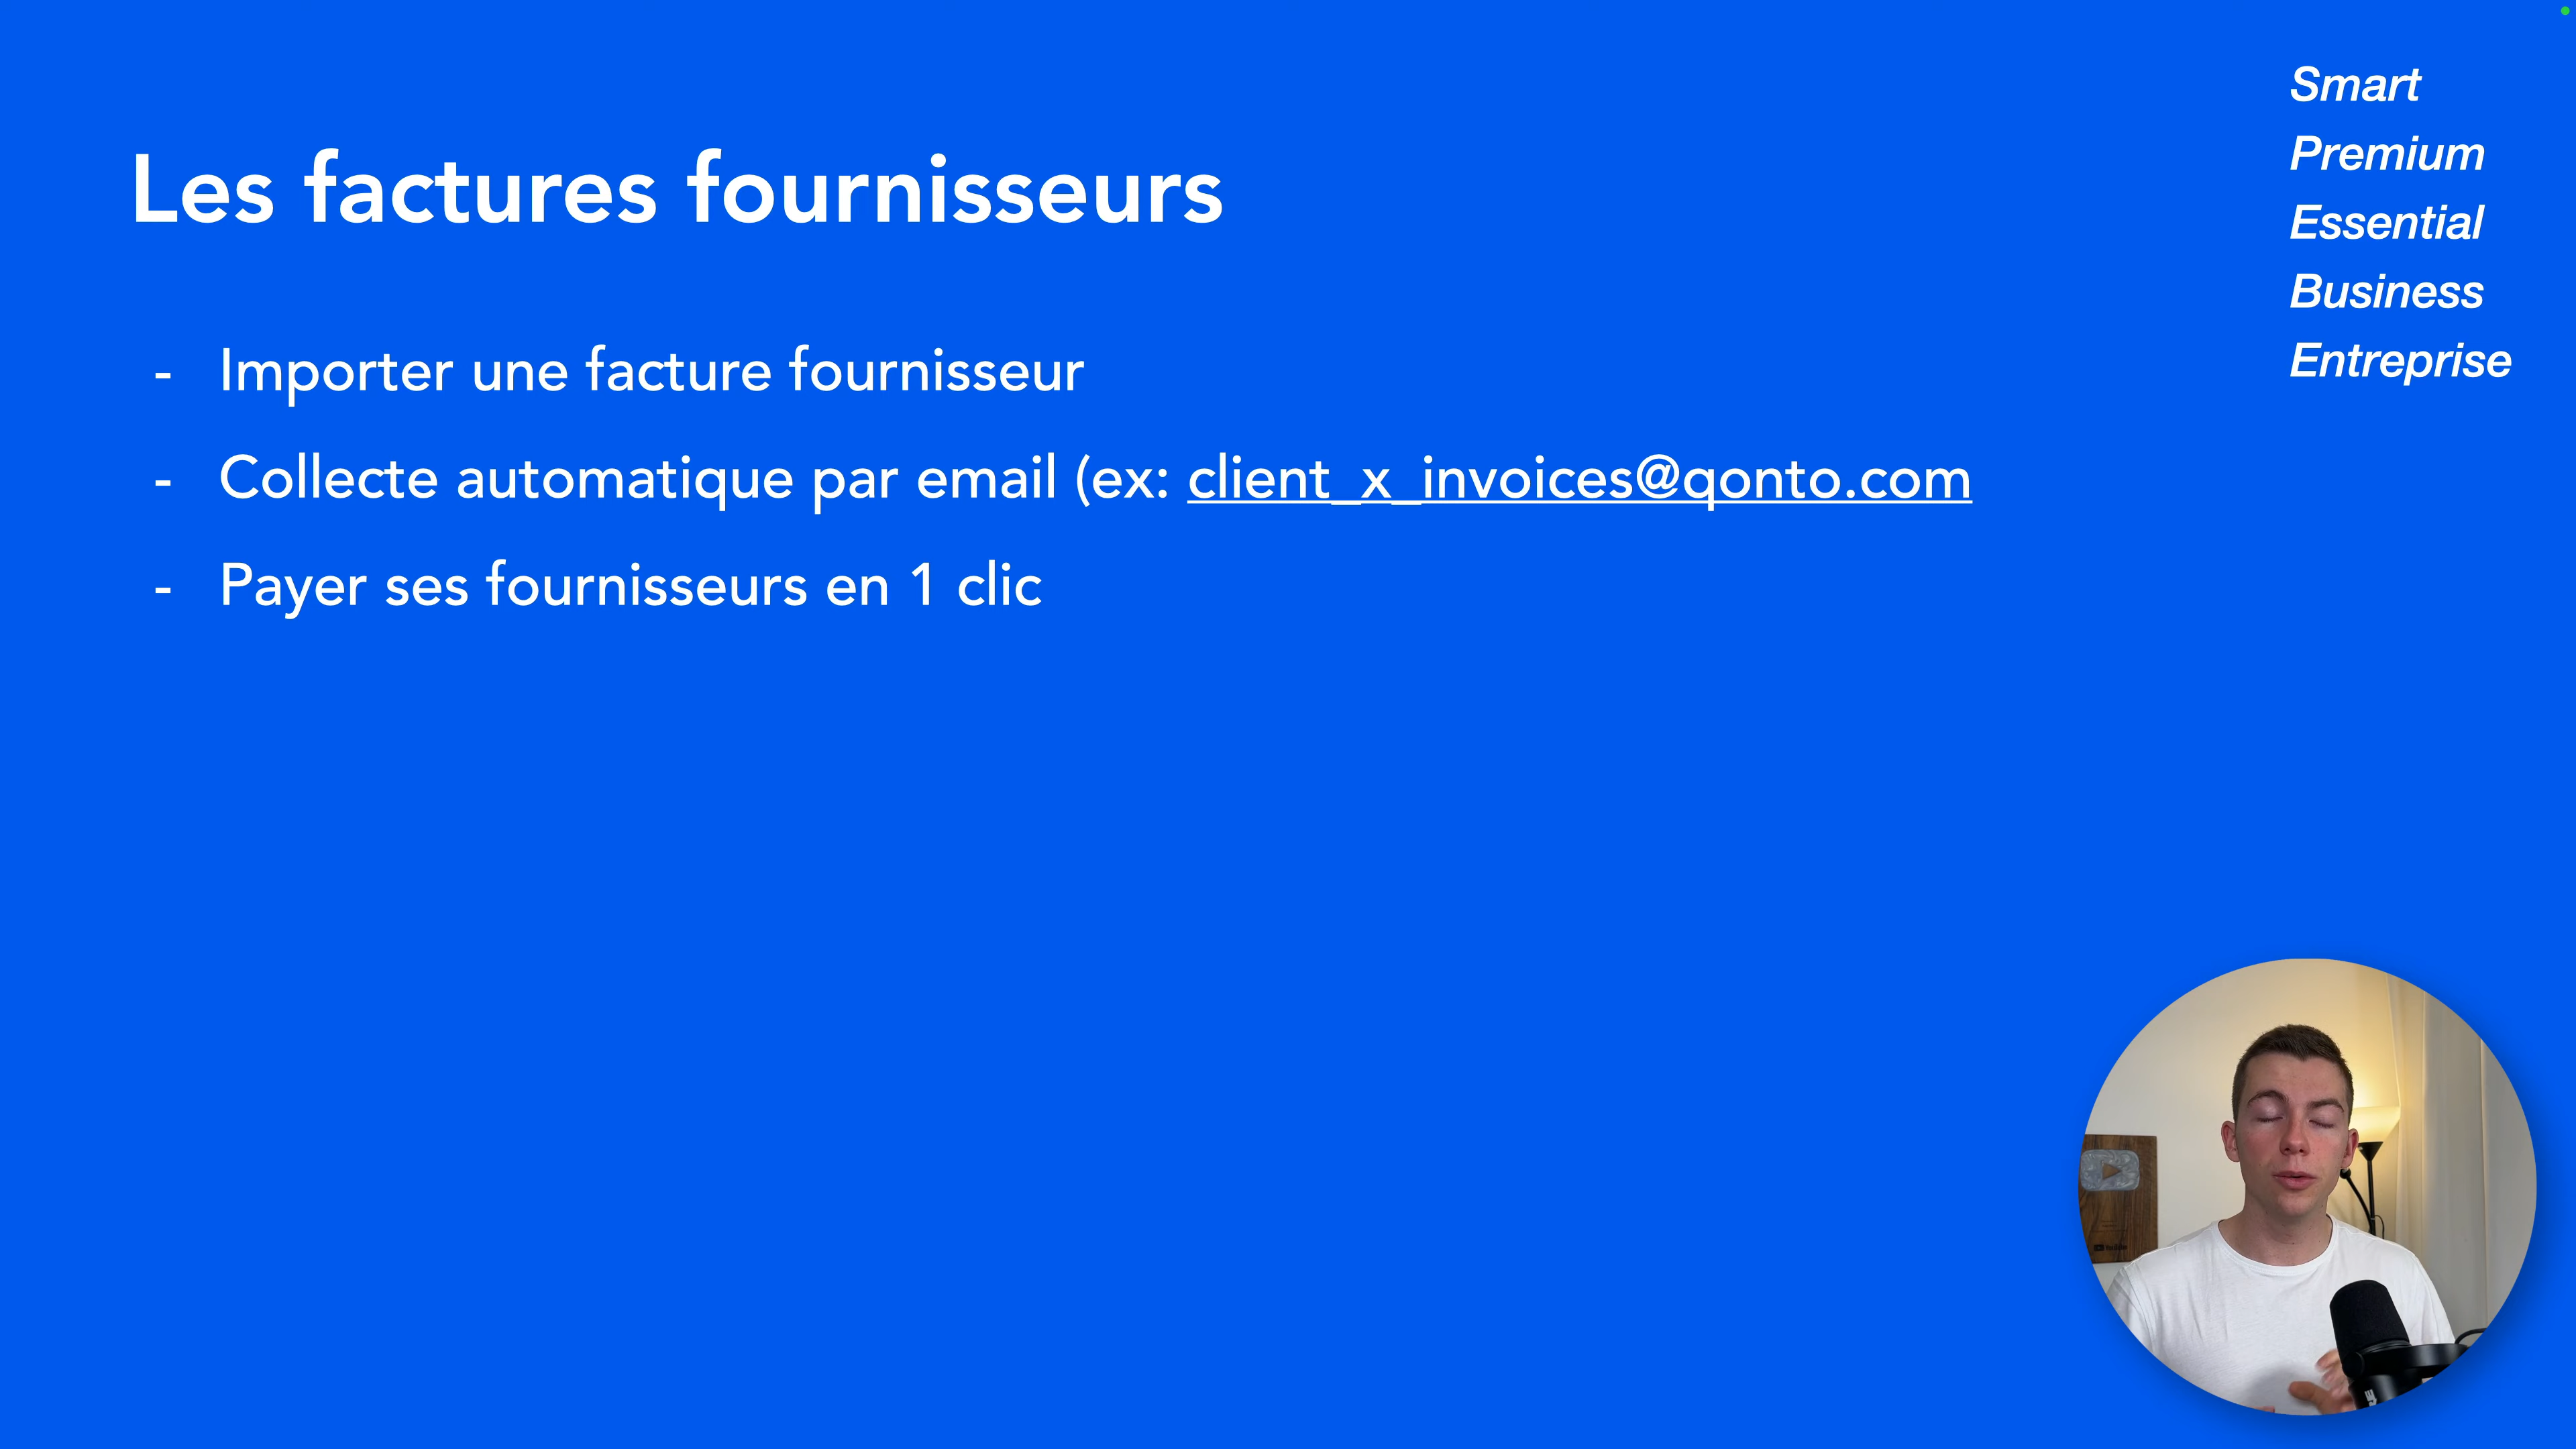 Les factures fournisseurs
- Importer une facture fournisseur
- Collecte automatique par email (ex: client_x_invoices@qonto.com
- Payer ses fournisseurs en 1 clic
Smart
Premium
Essential
Business
Entreprise